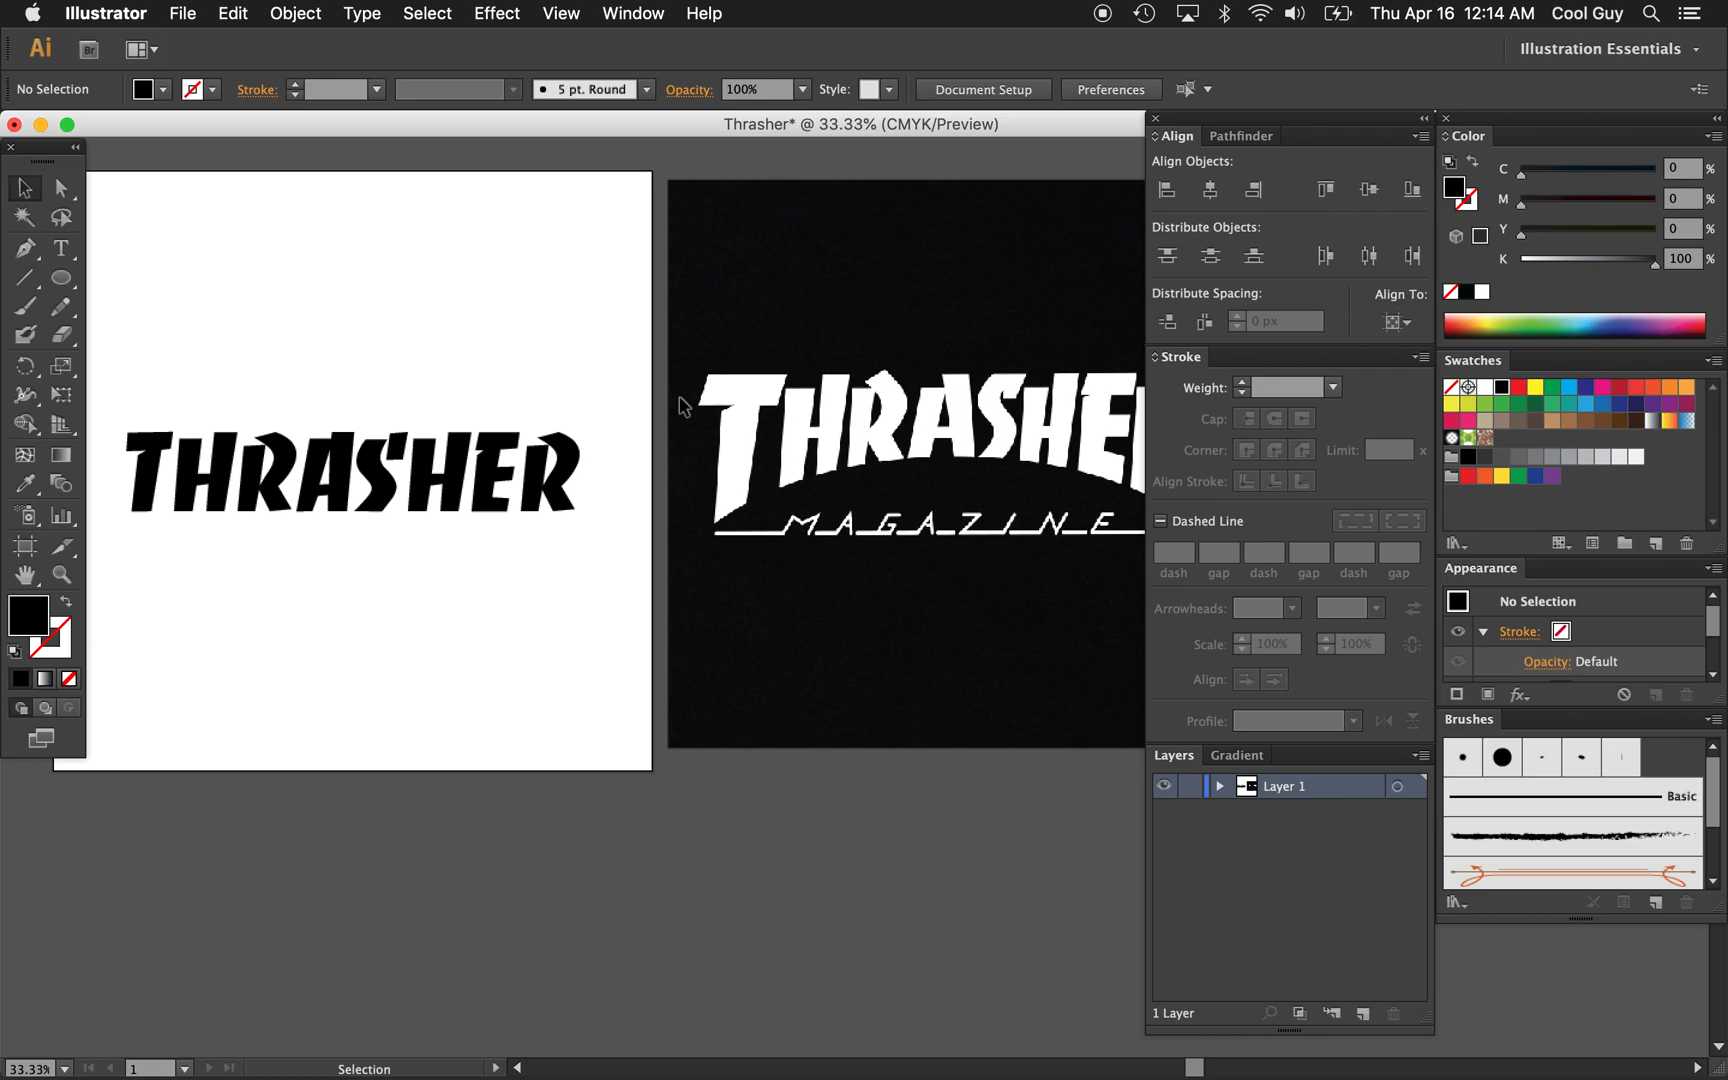 Illustrator File Edit Object Type Select Effect View Window Help Thu Apr 16 12:14 AM Cool Guy
Ai Br Illustration Essentials
No Selection Stroke: 5 pt. Round Opacity: 100% Style: Document Setup Preferences
Thrasher* @ 33.33% (CMYK/Preview)
Align Pathfinder
Align Objects:
Distribute Objects:
Distribute Spacing: Align To:
0 px
Stroke
Weight:
Cap:
Corner: Limit: x
Align Stroke:
Dashed Line
dash gap dash gap dash gap
Arrowheads:
Scale: 100% 100%
Align:
Profile:
Layers Gradient
Layer 1
1 Layer
Color
C 0 %
M 0 %
Y 0 %
K 100 %
Swatches
Appearance
No Selection
Stroke:
Opacity: Default
fx
Brushes
Basic
THRASHER
THRASHER
MAGAZINE
T
33.33% 1 Selection